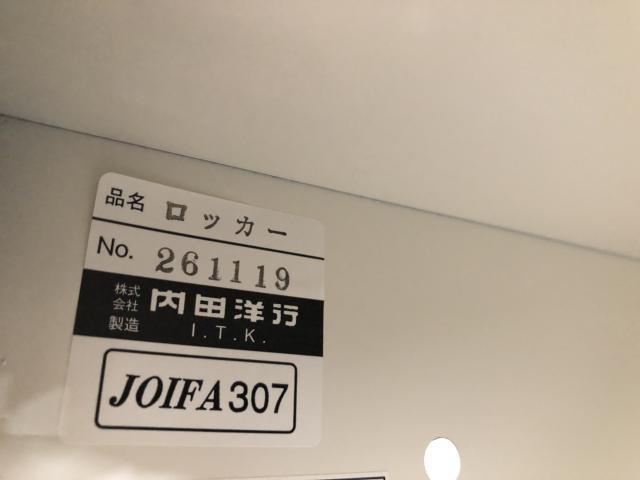 品名 ロッカー
No. 261119
株式会社 内田洋行
製造 I.T.K.
JOIFA 307